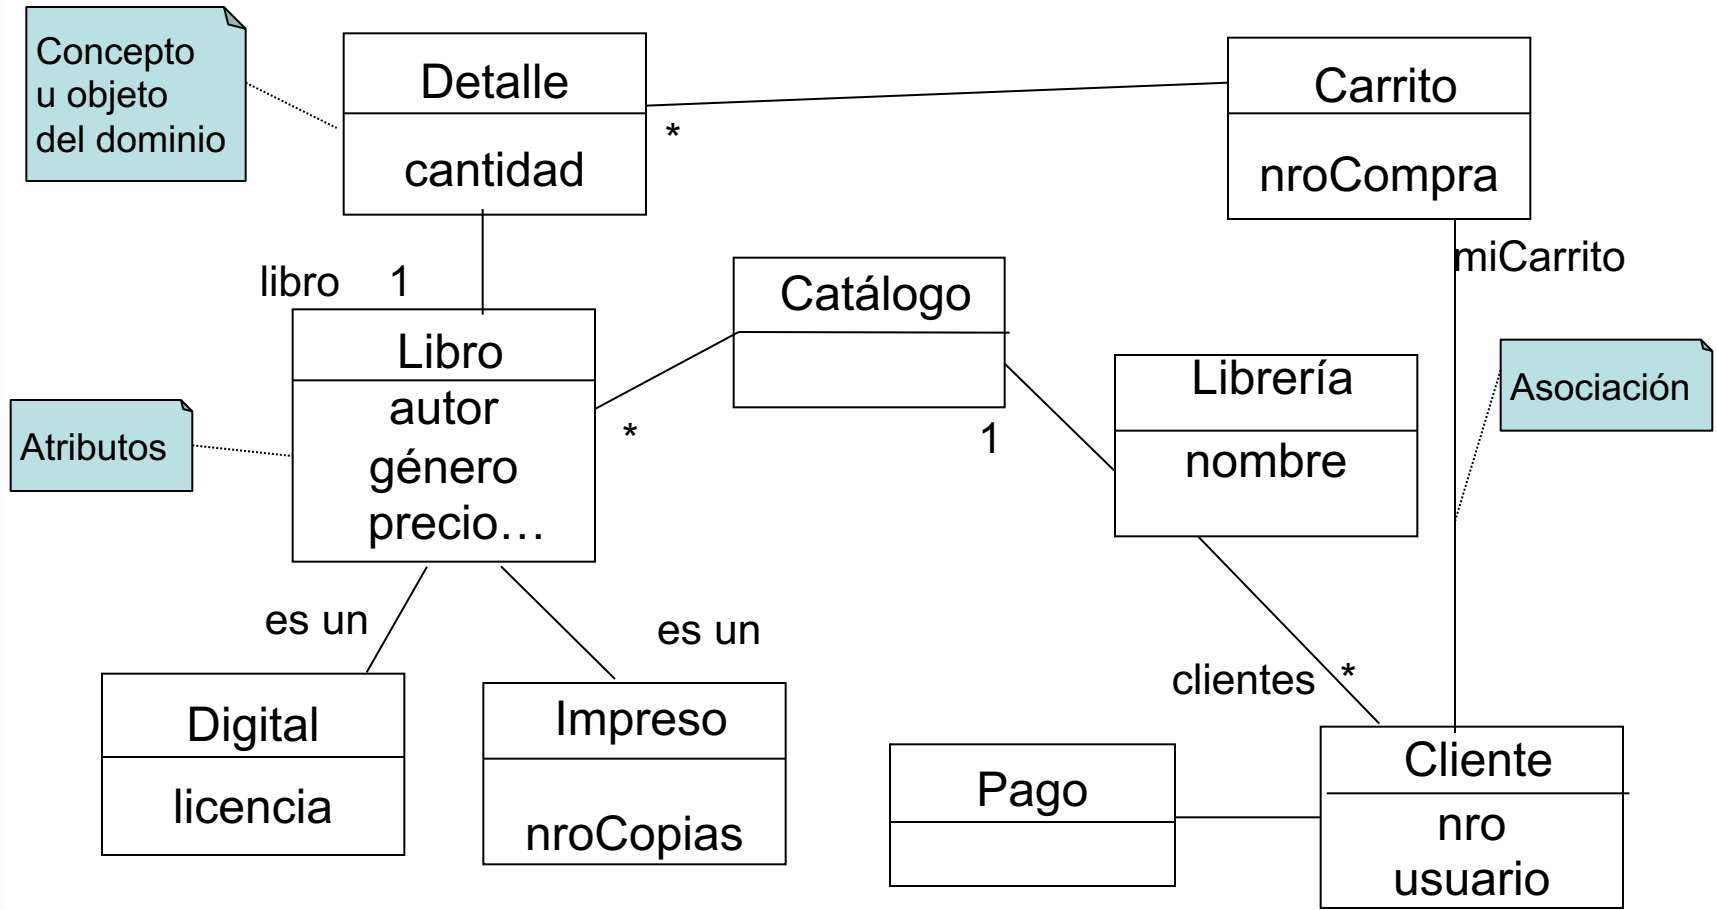 Concepto
u objeto
del dominio
Detalle
cantidad
*
Carrito
nroCompra
miCarrito
libro 1
Libro
autor
género
precio…
*
Catálogo
1
Librería
nombre
Asociación
Atributos
es un
es un
clientes *
Digital
licencia
Impreso
nroCopias
Pago
Cliente
nro
usuario